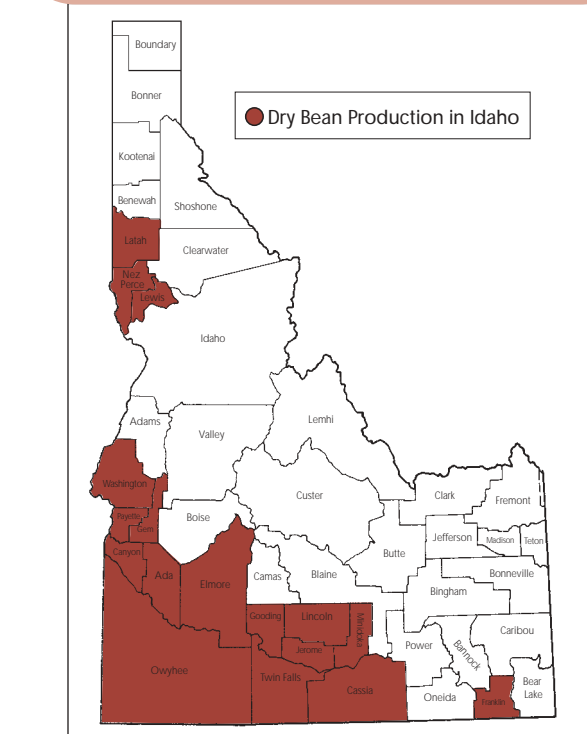 Boundary
Bonner
Dry Bean Production in Idaho
Kootenai
Benewah
Shoshone
Latah
Clearwater
Nez
Perce
Lewis
Idaho
Adams
Lemhi
Valley
Washington
Custer
Clark
Fremont
Payette
Gem
Boise
Jefferson
Madison
Teton
Canyon
Butte
Ada
Elmore
Camas
Blaine
Bonneville
Bingham
Gooding
Lincoln
Minidoka
Caribou
Jerome
Power
Bannock
Owyhee
Twin Falls
Cassia
Oneida
Franklin
Bear
Lake